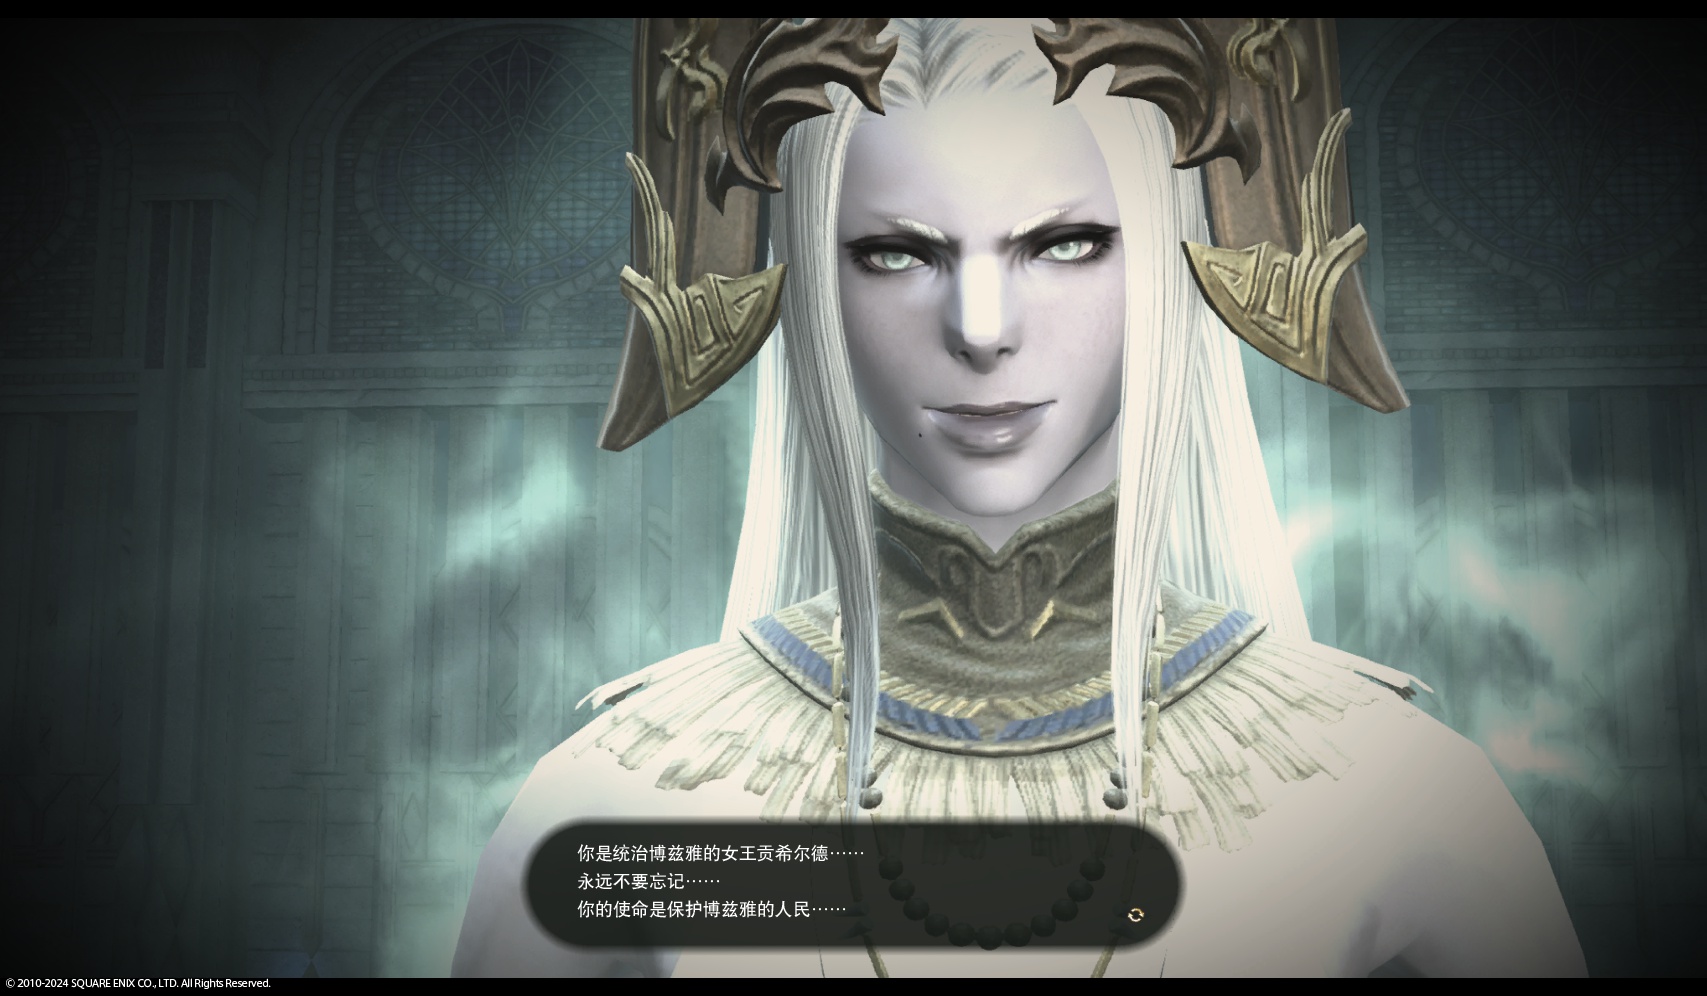 你是统治博兹雅的女王贡希尔德……
永远不要忘记……
你的使命是保护博兹雅的人民……
© 2010-2024 SQUARE ENIX CO., LTD. All Rights Reserved.